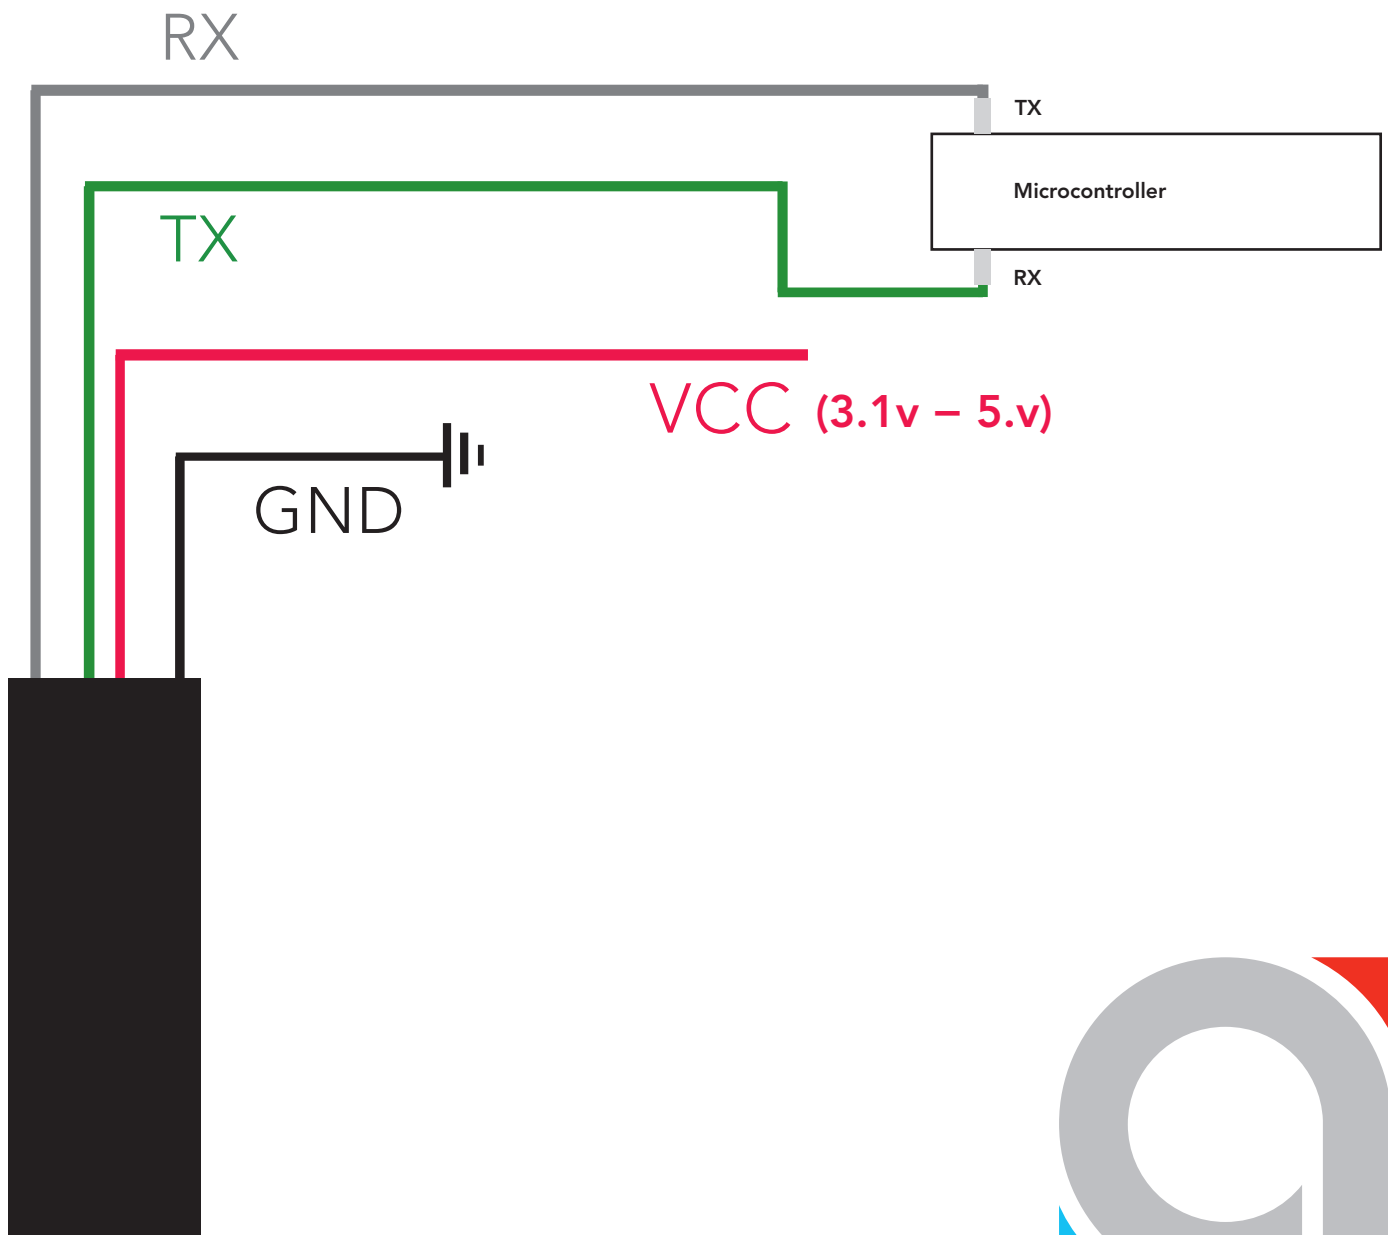 RX
TX
Microcontroller
TX
RX
VCC (3.1v – 5.v)
GND